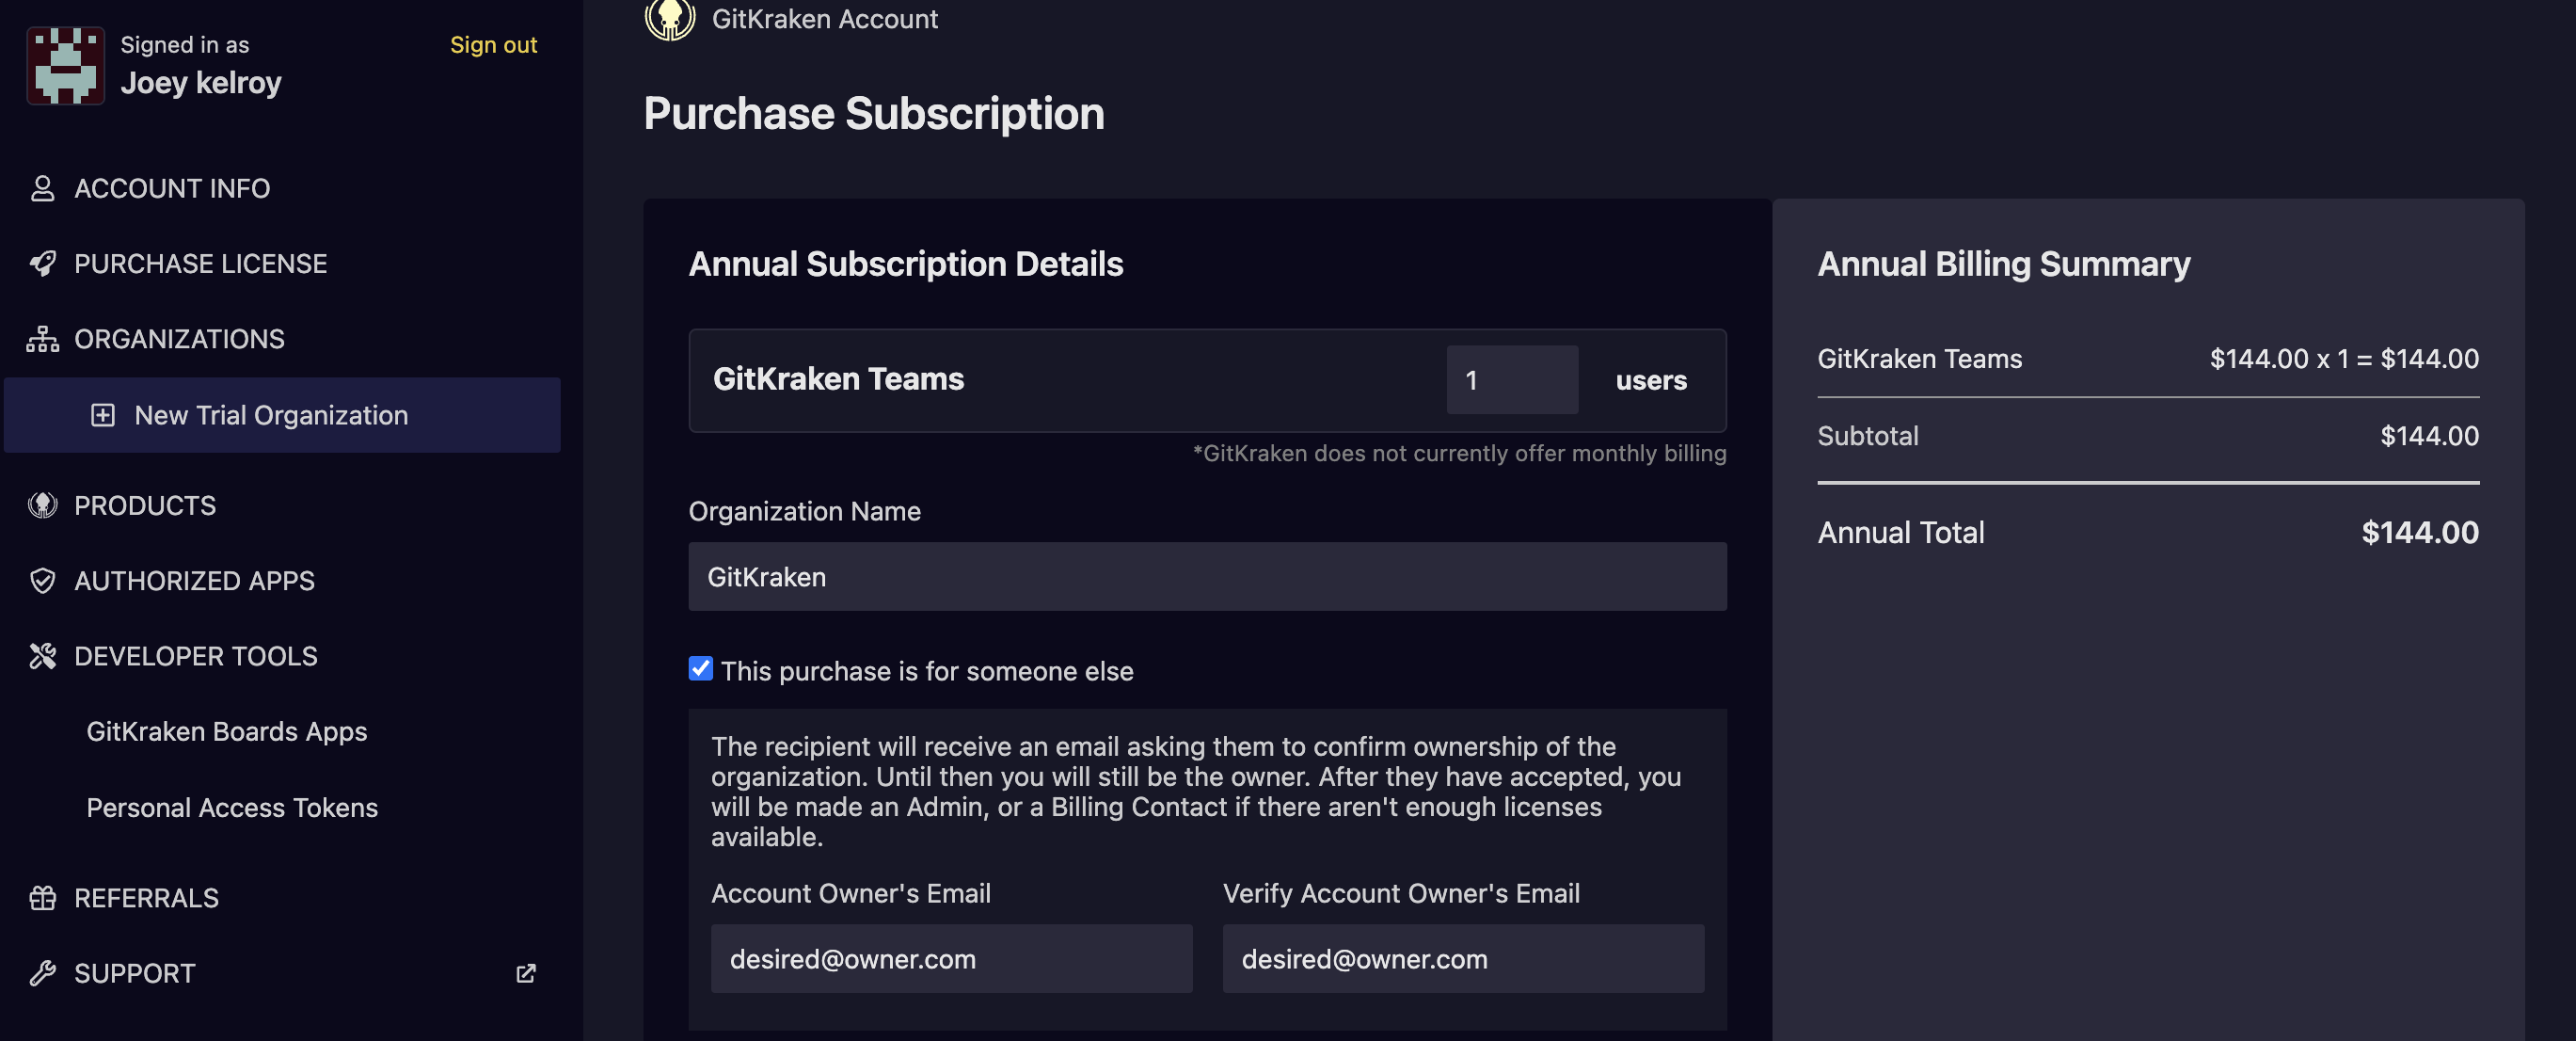 Signed in as
Sign out
Joey kelroy
ACCOUNT INFO
PURCHASE LICENSE
ORGANIZATIONS
New Trial Organization
PRODUCTS
AUTHORIZED APPS
DEVELOPER TOOLS
GitKraken Boards Apps
Personal Access Tokens
REFERRALS
SUPPORT
GitKraken Account
Purchase Subscription
Annual Subscription Details
GitKraken Teams
1
users
*GitKraken does not currently offer monthly billing
Organization Name
GitKraken
This purchase is for someone else
The recipient will receive an email asking them to confirm ownership of the
organization. Until then you will still be the owner. After they have accepted, you
will be made an Admin, or a Billing Contact if there aren't enough licenses
available.
Account Owner's Email
Verify Account Owner's Email
desired@owner.com
desired@owner.com
Annual Billing Summary
GitKraken Teams
$144.00 x 1 = $144.00
Subtotal
$144.00
Annual Total
$144.00